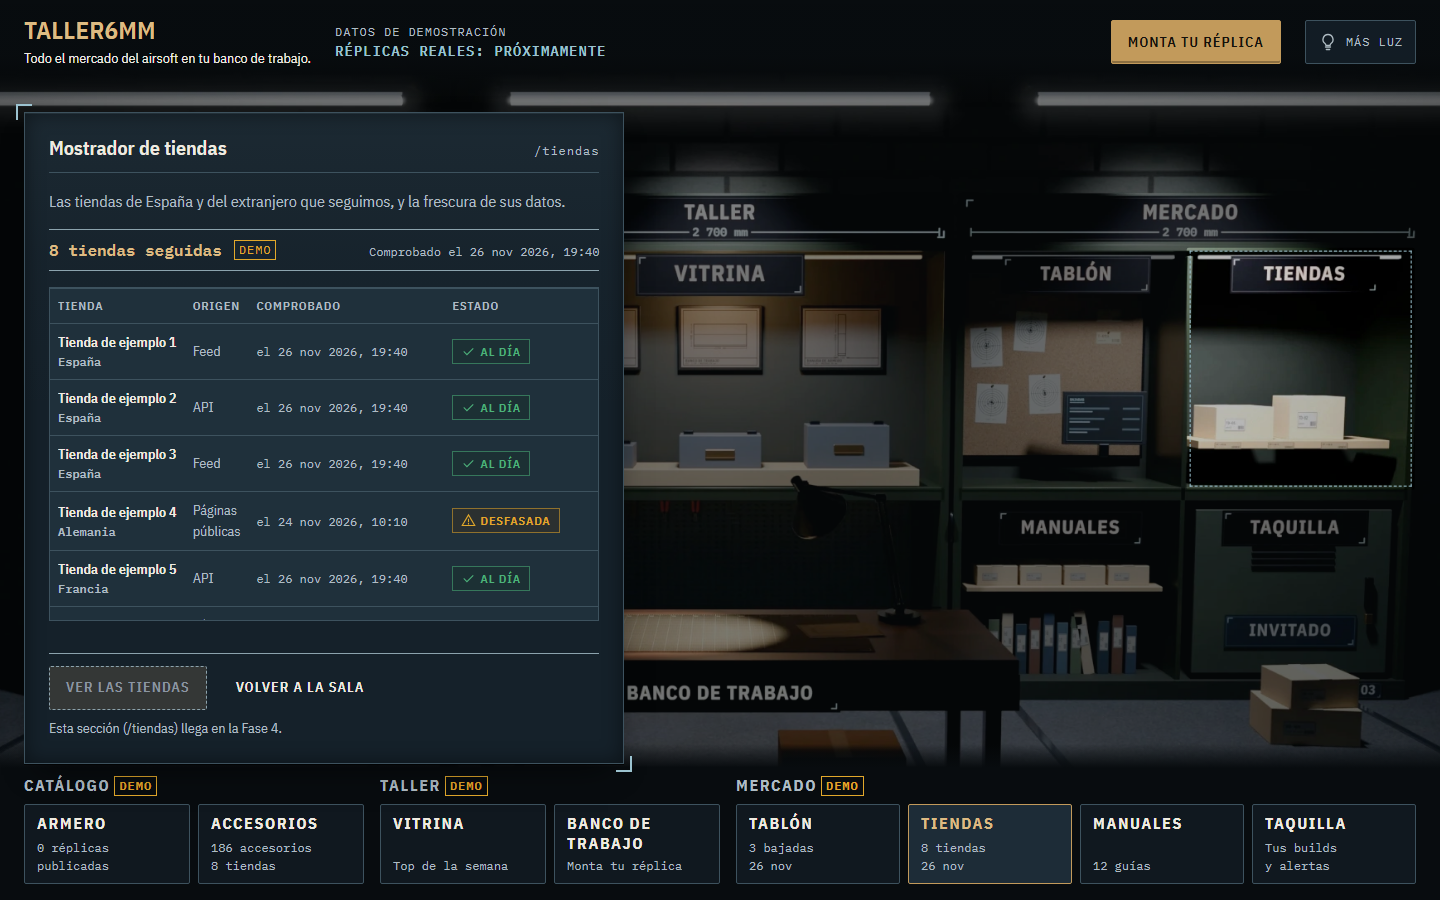 TALLER6MM
Todo el mercado del airsoft en tu banco de trabajo.
DATOS DE DEMOSTRACIÓN
RÉPLICAS REALES: PRÓXIMAMENTE
MONTA TU RÉPLICA
MÁS LUZ
Mostrador de tiendas
/tiendas
Las tiendas de España y del extranjero que seguimos, y la frescura de sus datos.
8 tiendas seguidas DEMO
Comprobado el 26 nov 2026, 19:40
TIENDA ORIGEN COMPROBADO ESTADO
Tienda de ejemplo 1
España
Feed
el 26 nov 2026, 19:40
AL DÍA
Tienda de ejemplo 2
España
API
el 26 nov 2026, 19:40
AL DÍA
Tienda de ejemplo 3
España
Feed
el 26 nov 2026, 19:40
AL DÍA
Tienda de ejemplo 4
Alemania
Páginas
públicas
el 24 nov 2026, 10:10
DESFASADA
Tienda de ejemplo 5
Francia
API
el 26 nov 2026, 19:40
AL DÍA
VER LAS TIENDAS
VOLVER A LA SALA
Esta sección (/tiendas) llega en la Fase 4.
TALLER
2 700 mm
MERCADO
2 700 mm
VITRINA
TABLÓN
TIENDAS
MANUALES
TAQUILLA
INVITADO
BANCO DE TRABAJO
03
CATÁLOGO DEMO
ARMERO
0 réplicas
publicadas
ACCESORIOS
186 accesorios
8 tiendas
TALLER DEMO
VITRINA
Top de la semana
BANCO DE
TRABAJO
Monta tu réplica
MERCADO DEMO
TABLÓN
3 bajadas
26 nov
TIENDAS
8 tiendas
26 nov
MANUALES
12 guías
TAQUILLA
Tus builds
y alertas